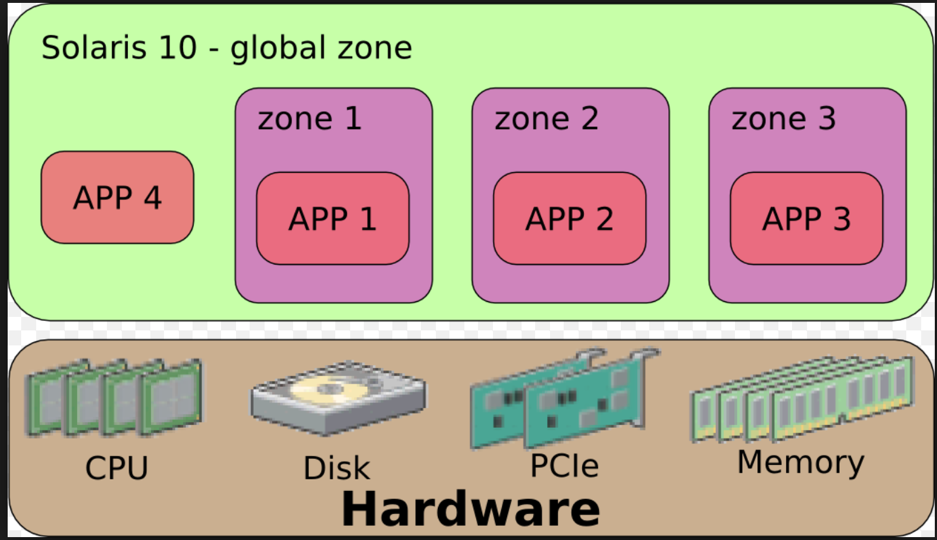 Solaris 10 - global zone
zone 1
zone 2
zone 3
APP 4
APP 1
APP 2
APP 3
CPU
Disk
PCIe
Memory
Hardware